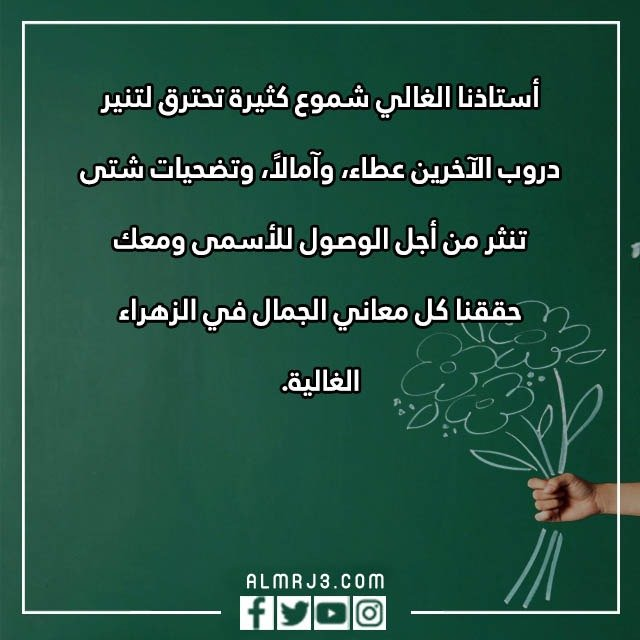 أستاذنا الغالي شموع كثيرة تحترق لتنير
دروب الآخرين عطاء، وآمالاً، وتضحيات شتى
تنثر من أجل الوصول للأسمى ومعك
حققنا كل معاني الجمال في الزهراء
الغالية.
ALMRJ3.COM